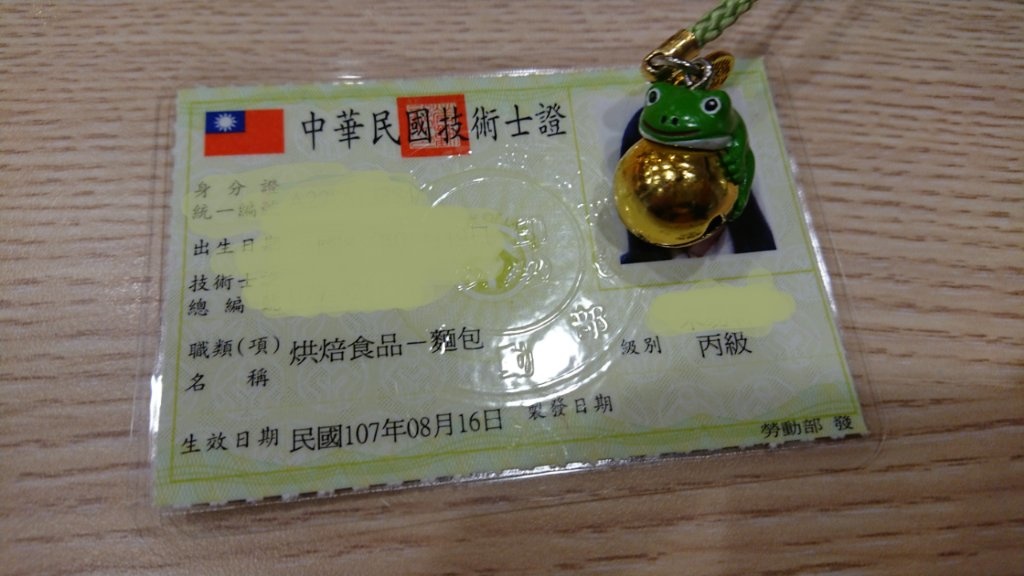 中華民國技術士證
身分證
統一編號
出生日期
技術士
總編
職類(項) 烘焙食品－麵包
級別 丙級
名稱
生效日期 民國107年08月16日 製發日期
勞動部 發